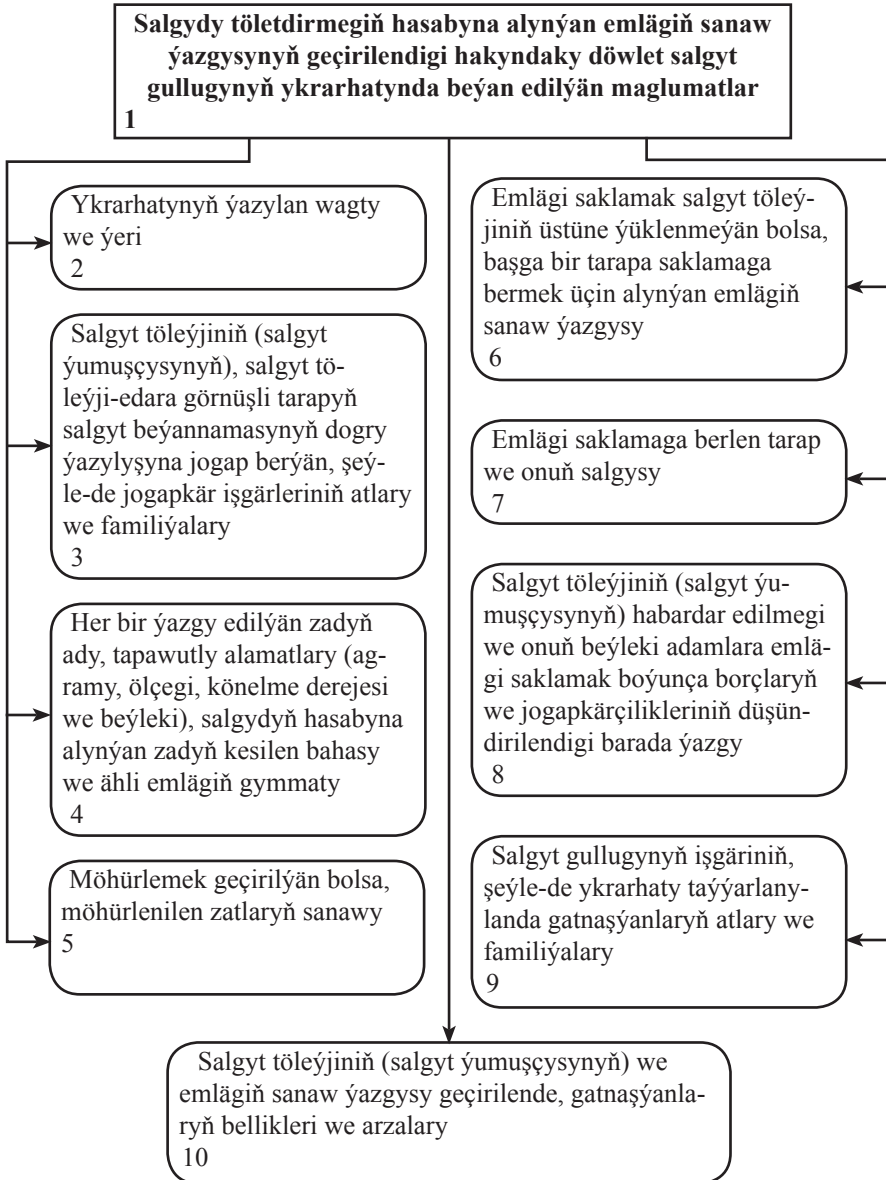 Salgydy töletdirmegiň hasabyna alynýan emlägiň sanaw
ýazgysynyň geçirilendigi hakyndaky döwlet salgyt
gullugynyň ykrarhatynda beýan edilýän maglumatlar
1
Ykrarhatynyň ýazylan wagty
we ýeri
2
Salgyt töleýjiniň (salgyt
ýumuşçysynyň), salgyt tö-
leýji-edara görnüşli tarapyň
salgyt beýannamasynyň dogry
ýazylyşyna jogap berýän, şeý-
le-de jogapkär işgärleriniň atlary
we familiýalary
3
Her bir ýazgy edilýän zadyň
ady, tapawutly alamatlary (ag-
ramy, ölçegi, könelme derejesi
we beýleki), salgydyň hasabyna
alynýan zadyň kesilen bahasy
we ähli emlägiň gymmaty
4
Möhürlemek geçirilýän bolsa,
möhürlenilen zatlaryň sanawy
5
Emlägi saklamak salgyt töleý-
jiniň üstüne ýüklenmeýän bolsa,
başga bir tarapa saklamaga
bermek üçin alynýan emlägiň
sanaw ýazgysy
6
Emlägi saklamaga berlen tarap
we onuň salgysy
7
Salgyt töleýjiniň (salgyt ýu-
muşçysynyň) habardar edilmegi
we onuň beýleki adamlara emlä-
gi saklamak boýunça borçlaryň
we jogapkärçilikleriniň düşün-
dirilendigi barada ýazgy
8
Salgyt gullugynyň işgäriniň,
şeýle-de ykrarhaty taýýarlany-
landa gatnaşýanlaryň atlary we
familiýalary
9
Salgyt töleýjiniň (salgyt ýumuşçysynyň) we
emlägiň sanaw ýazgysy geçirilende, gatnaşýanla-
ryň bellikleri we arzalary
10